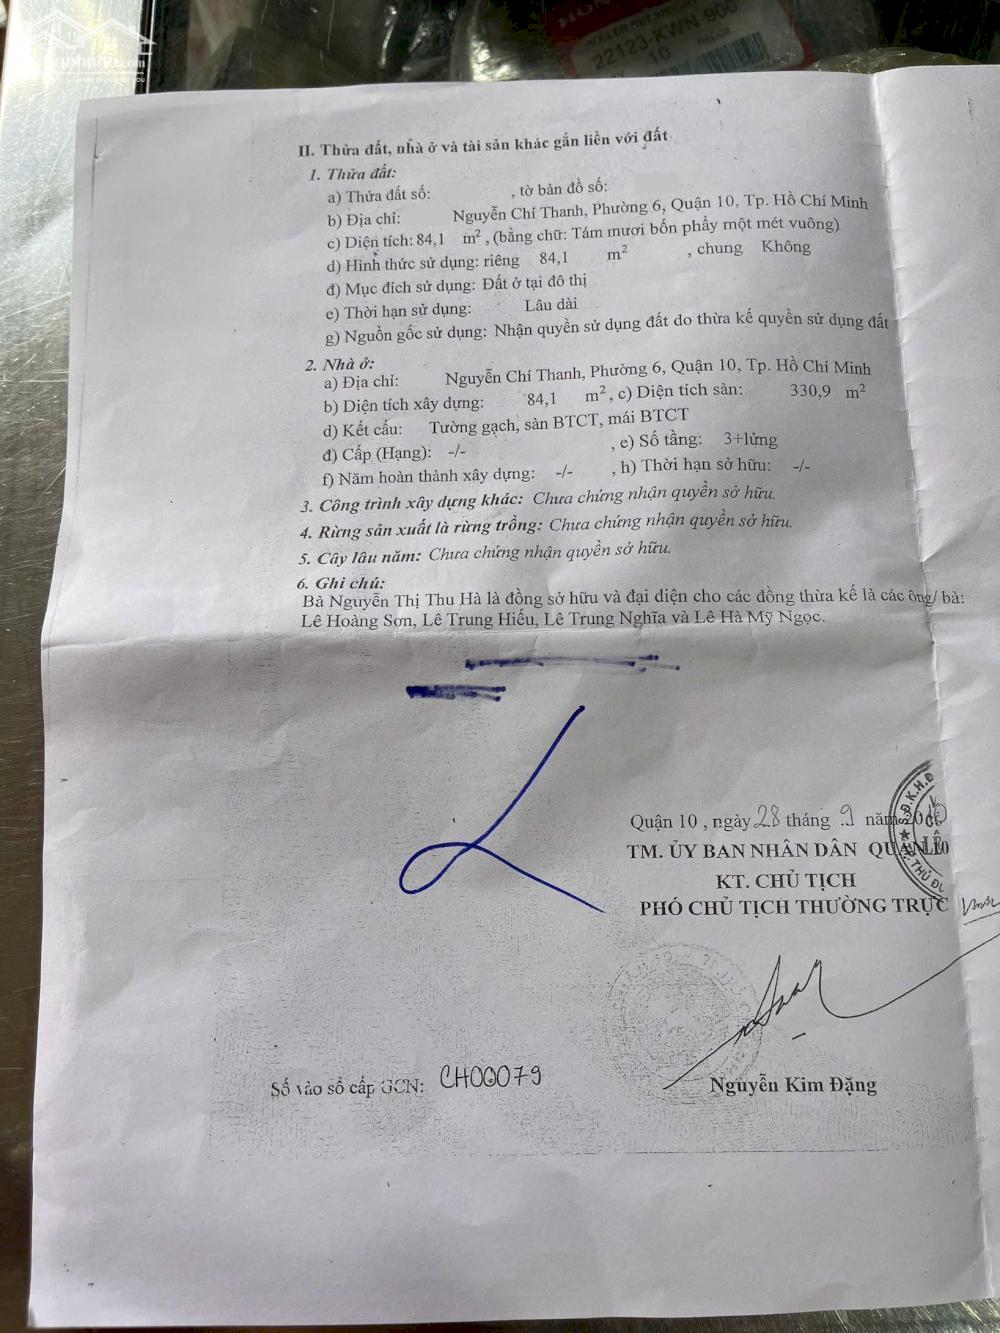 22123-KWN-900
10
II. Thửa đất, nhà ở và tài sản khác gắn liền với đất
1. Thửa đất:
a) Thửa đất số: , tờ bản đồ số:
b) Địa chỉ: Nguyễn Chí Thanh, Phường 6, Quận 10, Tp. Hồ Chí Minh
c) Diện tích: 84,1 m², (bằng chữ: Tám mươi bốn phẩy một mét vuông)
d) Hình thức sử dụng: riêng 84,1 m² , chung Không
đ) Mục đích sử dụng: Đất ở tại đô thị
e) Thời hạn sử dụng: Lâu dài
g) Nguồn gốc sử dụng: Nhận quyền sử dụng đất do thừa kế quyền sử dụng đất
2. Nhà ở:
a) Địa chỉ: Nguyễn Chí Thanh, Phường 6, Quận 10, Tp. Hồ Chí Minh
b) Diện tích xây dựng: 84,1 m², c) Diện tích sàn: 330,9 m²
d) Kết cấu: Tường gạch, sàn BTCT, mái BTCT
đ) Cấp (Hạng): -/- , e) Số tầng: 3+lửng
f) Năm hoàn thành xây dựng: -/- , h) Thời hạn sở hữu: -/-
3. Công trình xây dựng khác: Chưa chứng nhận quyền sở hữu.
4. Rừng sản xuất là rừng trồng: Chưa chứng nhận quyền sở hữu.
5. Cây lâu năm: Chưa chứng nhận quyền sở hữu.
6. Ghi chú:
Bà Nguyễn Thị Thu Hà là đồng sở hữu và đại diện cho các đồng thừa kế là các ông/ bà:
Lê Hoàng Sơn, Lê Trung Hiếu, Lê Trung Nghĩa và Lê Hà Mỹ Ngọc.
Quận 10 , ngày 28 tháng 9 năm
TM. ỦY BAN NHÂN DÂN QUẬN 10
KT. CHỦ TỊCH
PHÓ CHỦ TỊCH THƯỜNG TRỰC
Nguyễn Kim Đặng
Số vào sổ cấp GCN: CH00079